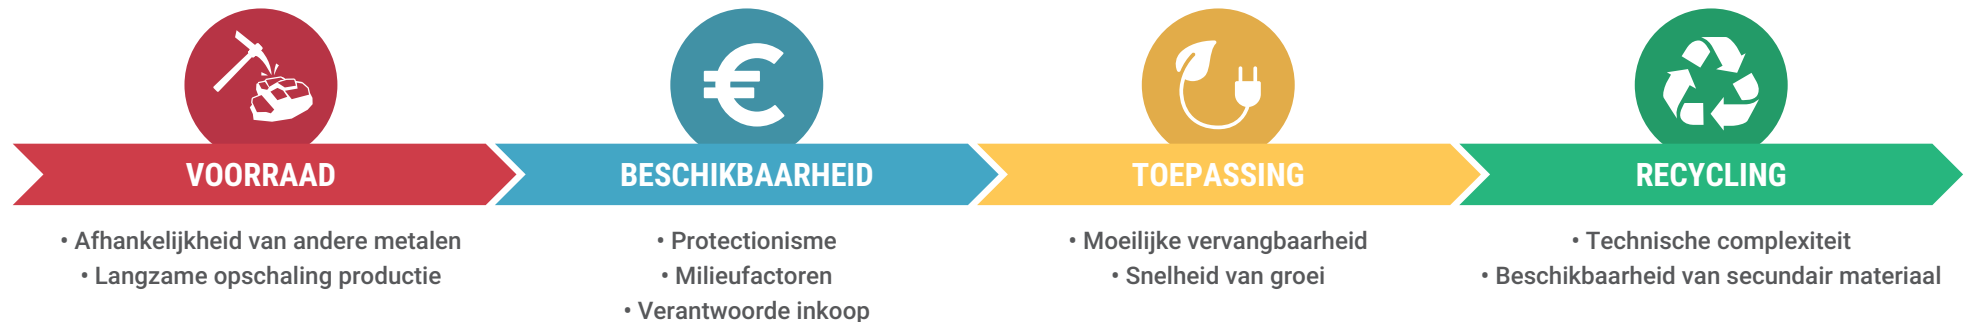 VOORRAAD
• Afhankelijkheid van andere metalen
• Langzame opschaling productie
BESCHIKBAARHEID
• Protectionisme
• Milieufactoren
• Verantwoorde inkoop
TOEPASSING
• Moeilijke vervangbaarheid
• Snelheid van groei
RECYCLING
• Technische complexiteit
• Beschikbaarheid van secundair materiaal